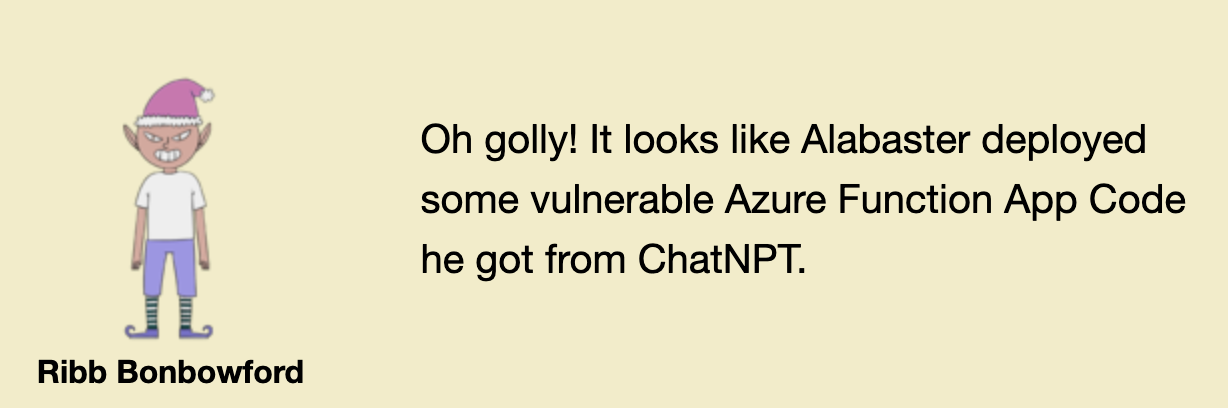 Oh golly! It looks like Alabaster deployed
some vulnerable Azure Function App Code
he got from ChatNPT.
Ribb Bonbowford